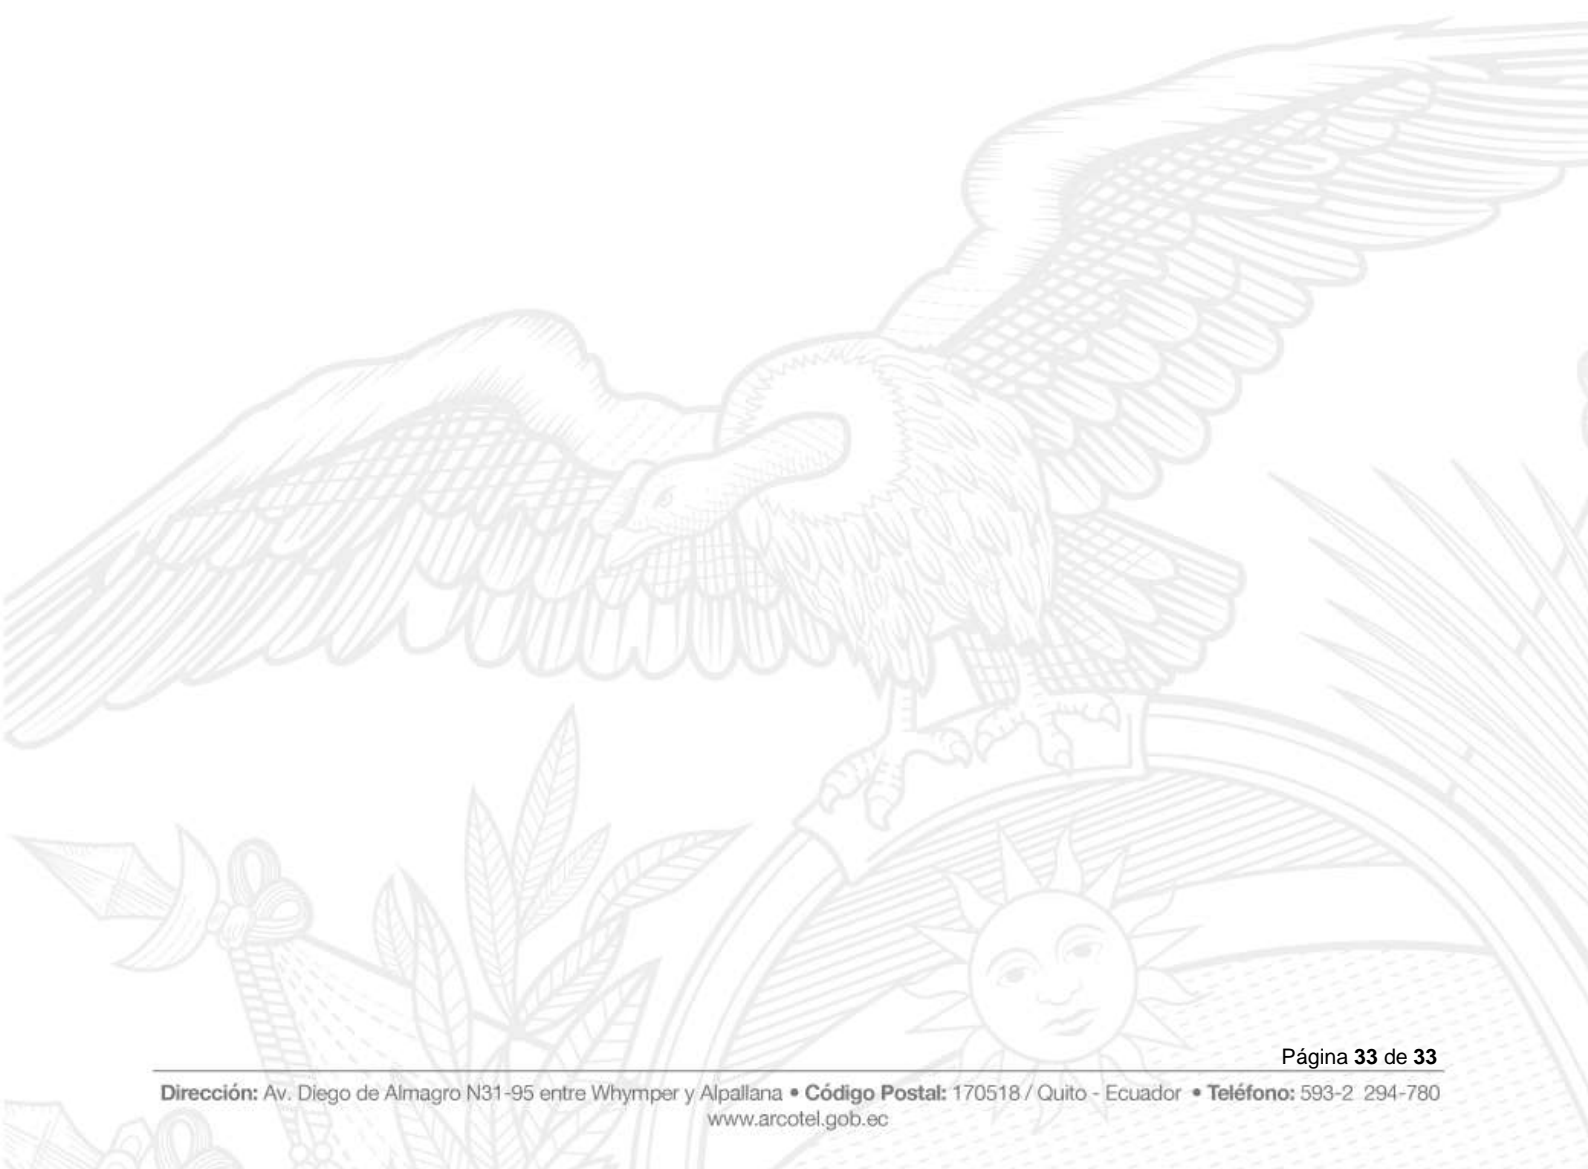 Página 33 de 33
Dirección: Av. Diego de Almagro N31-95 entre Whymper y Alpallana • Código Postal: 170518 / Quito - Ecuador • Teléfono: 593-2 294-780
www.arcotel.gob.ec